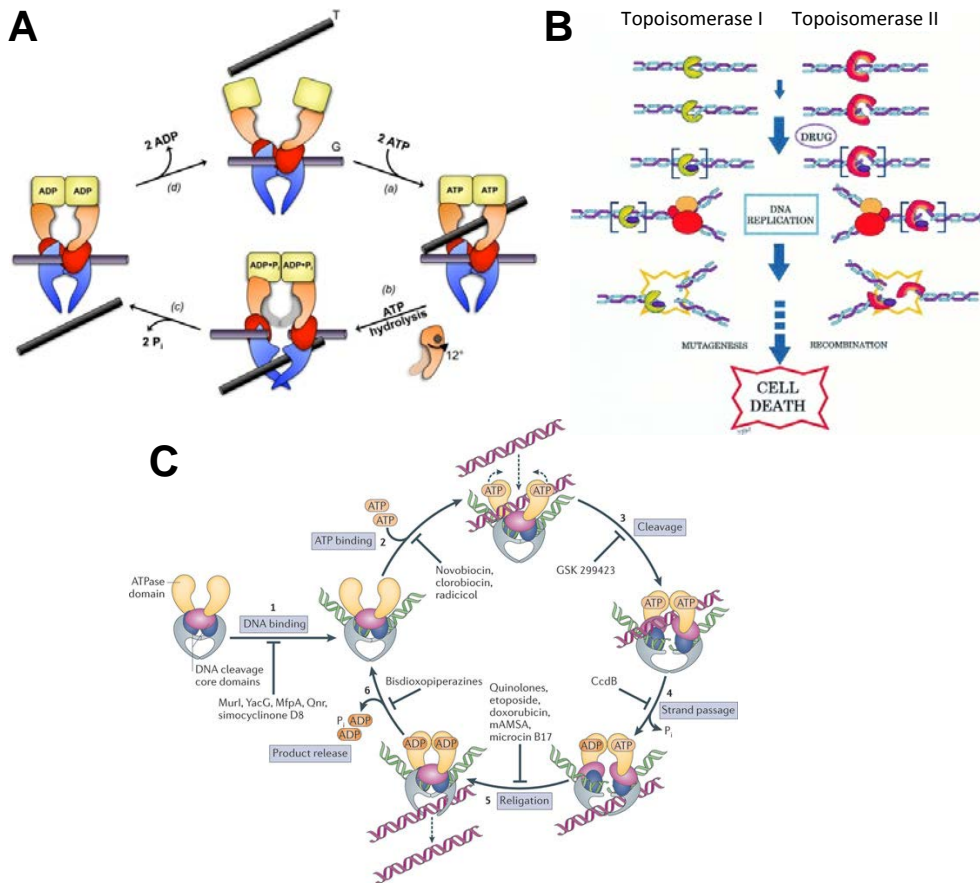 A
T
G
2 ADP
(d)
2 ATP
(a)
ADP ADP
ATP ATP
ADP•Pi ADP•Pi
(b)
ATP
hydrolysis
12°
(c)
2 Pi
B
Topoisomerase I Topoisomerase II
DRUG
DNA
REPLICATION
MUTAGENESIS
RECOMBINATION
CELL
DEATH
C
ATP
ATP
ATP binding
2
Novobiocin,
clorobiocin,
radicicol
ATP ATP
3
Cleavage
GSK 299423
ATPase
domain
1
DNA binding
DNA cleavage
core domains
MurI, YacG, MfpA, Qnr,
simocyclinone D8
ATP ATP
CcdB
4
Strand passage
Pi
ADP ATP
Quinolones,
etoposide,
doxorubicin,
mAMSA,
microcin B17
5
Religation
ADP ADP
Bisdioxopiperazines
6
Pi ADP
ADP
Product release